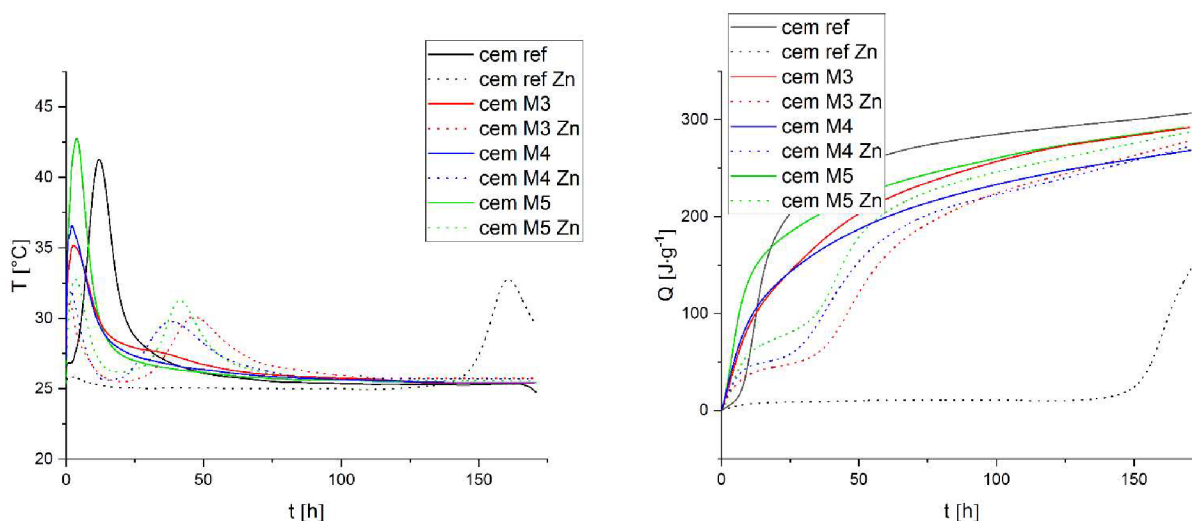 cem ref
cem ref Zn
cem M3
cem M3 Zn
cem M4
cem M4 Zn
cem M5
cem M5 Zn
45
40
35
30
25
20
T [°C]
0
50
100
150
t [h]
cem ref
cem ref Zn
cem M3
cem M3 Zn
cem M4
cem M4 Zn
cem M5
cem M5 Zn
300
200
100
0
Q [J·g⁻¹]
0
50
100
150
t [h]